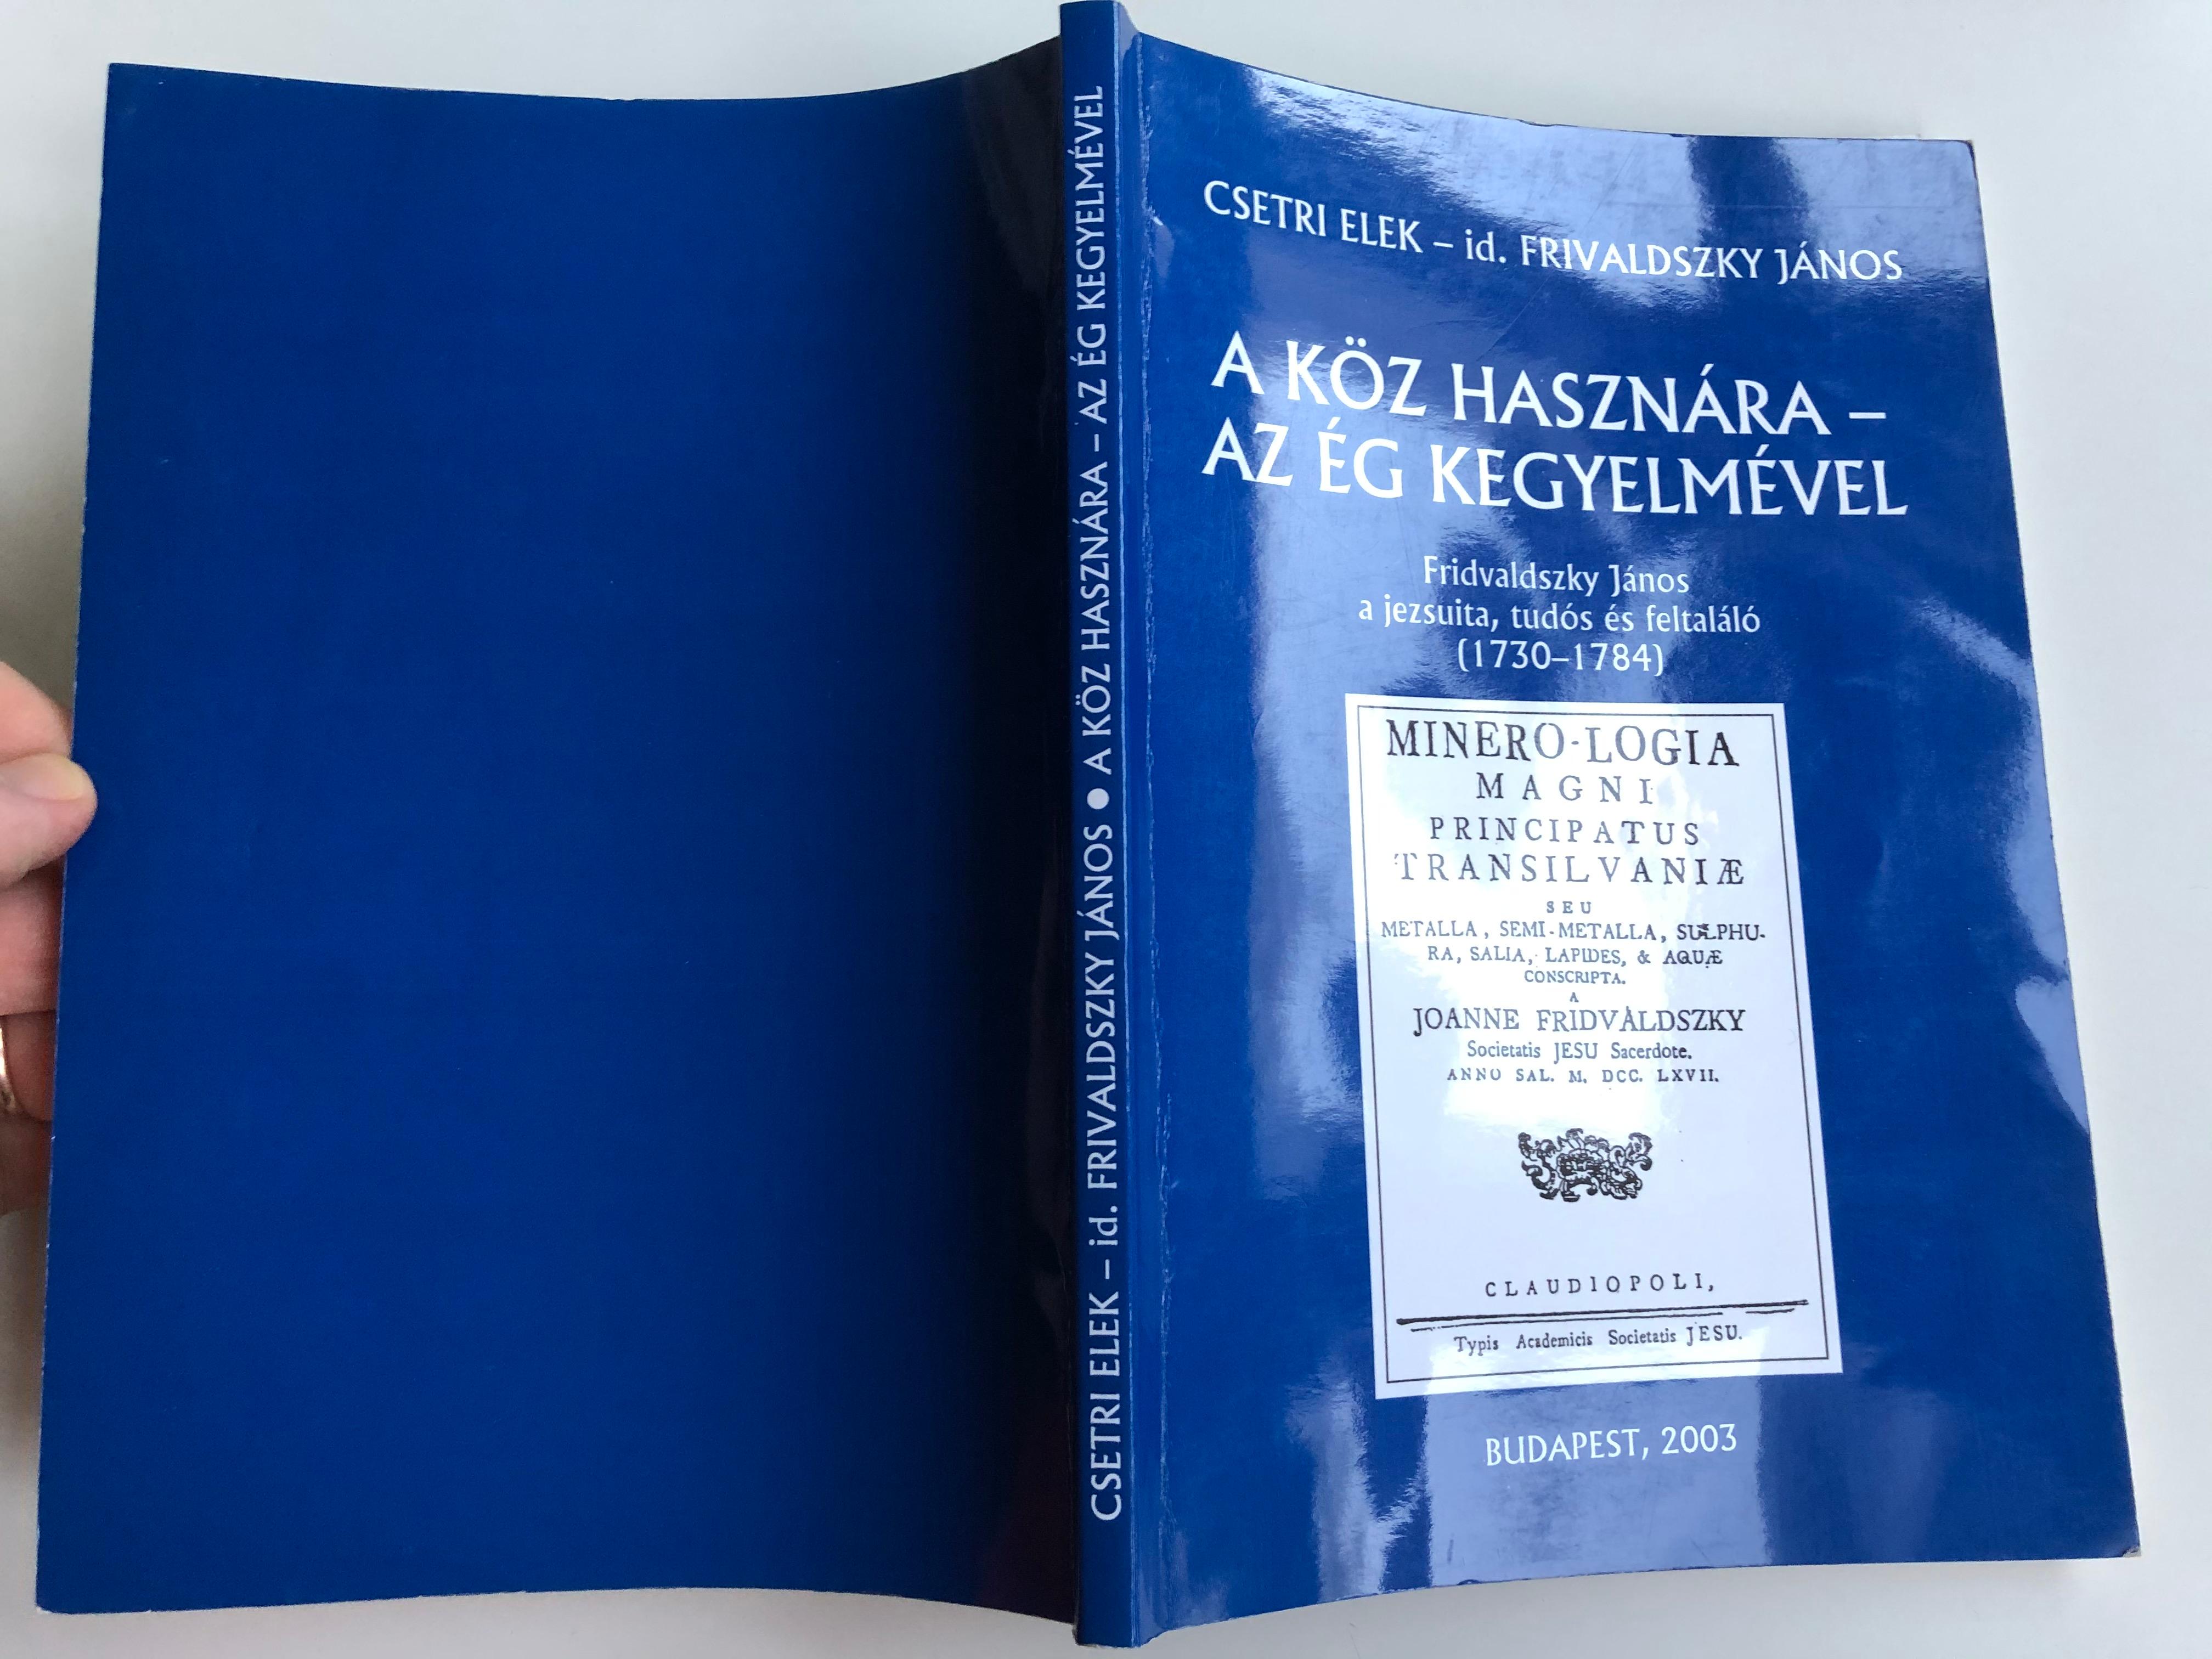 CSETRI ELEK – id. FRIVALDSZKY JÁNOS ● A KÖZ HASZNÁRA – AZ ÉG KEGYELMÉVEL
CSETRI ELEK – id. FRIVALDSZKY JÁNOS
A KÖZ HASZNÁRA –
AZ ÉG KEGYELMÉVEL
Fridvaldszky János
a jezsuita, tudós és feltaláló
(1730–1784)
MINERO-LOGIA
MAGNI
PRINCIPATUS
TRANSILVANIÆ
SEU
METALLA, SEMI-METALLA, SULPHU-
RA, SALIA, LAPIDES, & AQUÆ
CONSCRIPTA.
A
JOANNE FRIDVALDSZKY
Societatis JESU Sacerdote.
ANNO SAL. M. DCC. LXVII.
CLAUDIOPOLI,
Typis Academicis Societatis JESU.
BUDAPEST, 2003